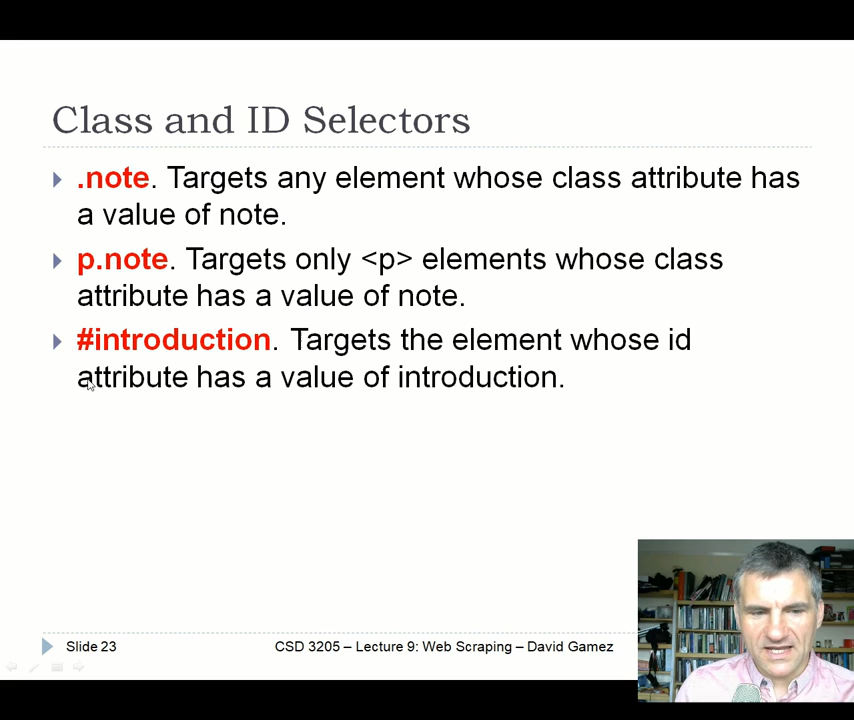 Class and ID Selectors
.note. Targets any element whose class attribute has
a value of note.
p.note. Targets only <p> elements whose class
attribute has a value of note.
#introduction. Targets the element whose id
attribute has a value of introduction.
Slide 23
CSD 3205 – Lecture 9: Web Scraping – David Gamez